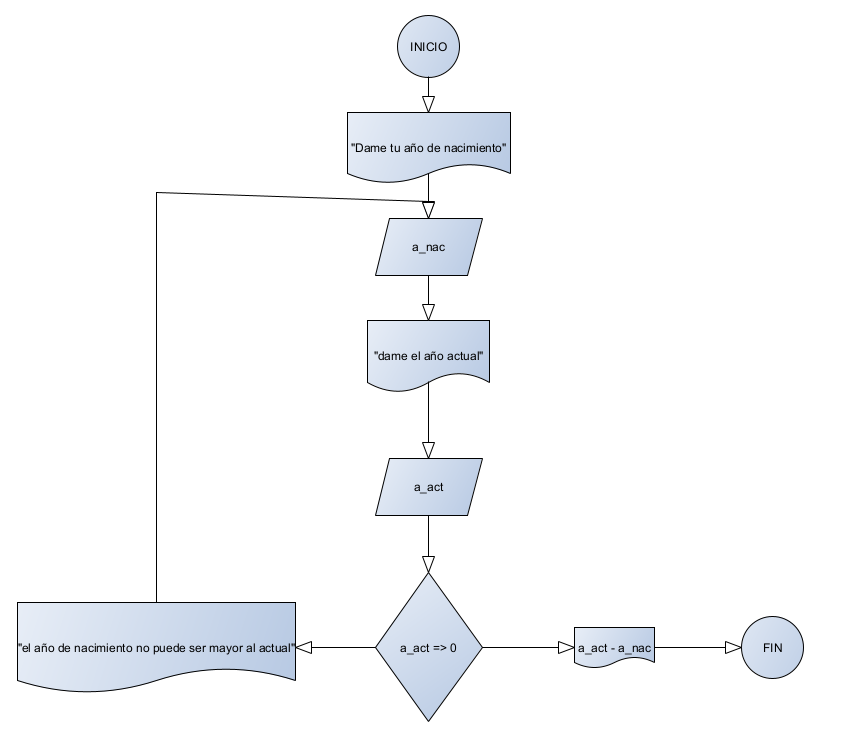 INICIO
"Dame tu año de nacimiento"
a_nac
"dame el año actual"
a_act
a_act => 0
"el año de nacimiento no puede ser mayor al actual"
a_act - a_nac
FIN